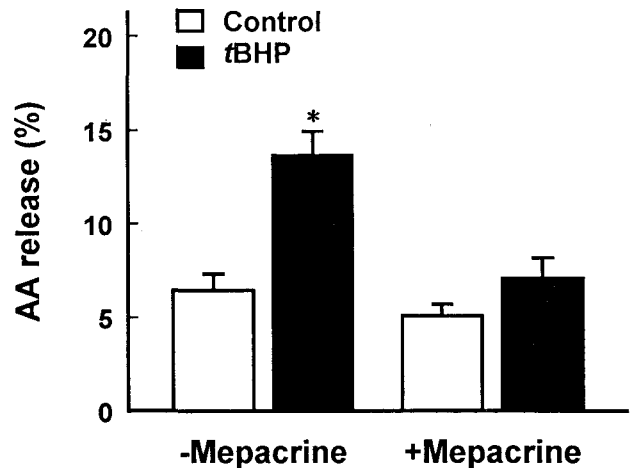 Control
tBHP
AA release (%)
20
15
10
5
0
*
-Mepacrine +Mepacrine